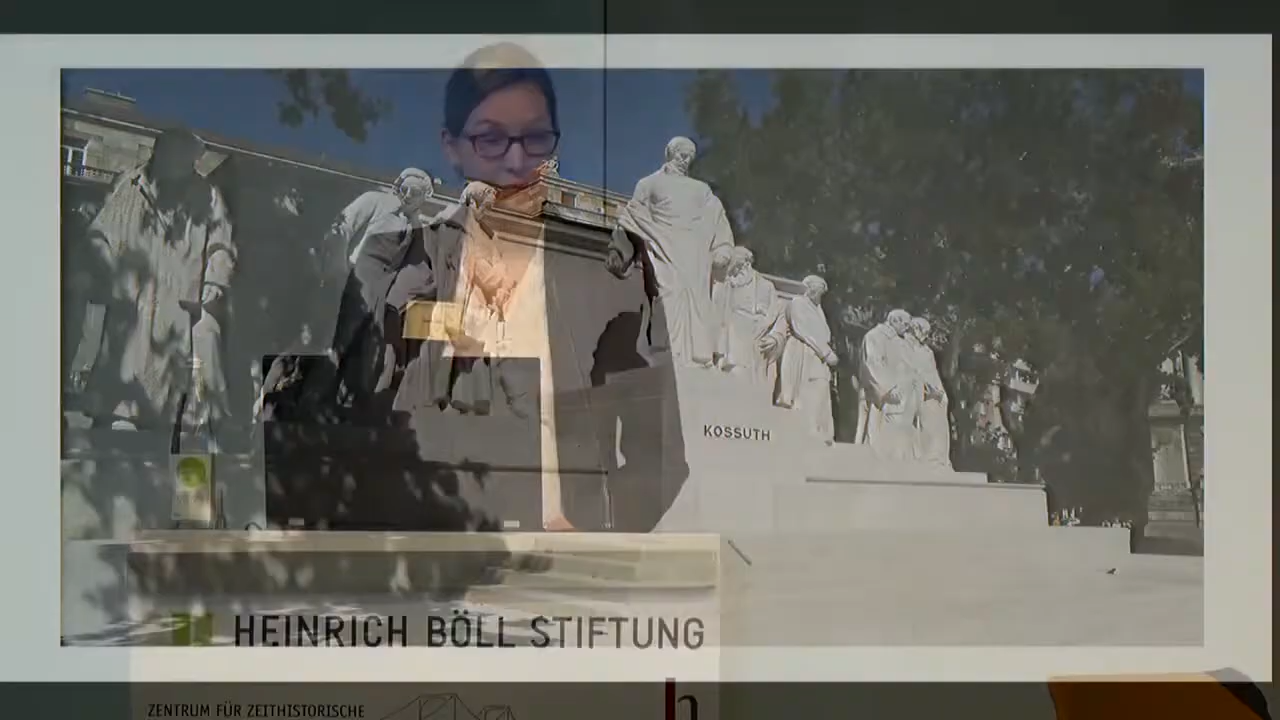 KOSSUTH
HEINRICH BÖLL STIFTUNG
ZENTRUM FÜR ZEITHISTORISCHE